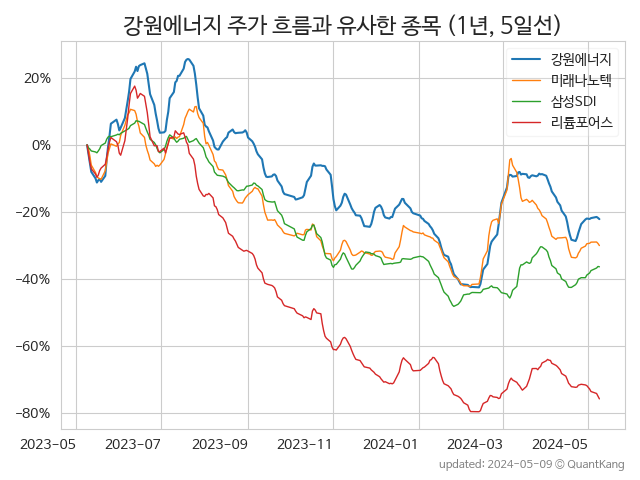 강원에너지 주가 흐름과 유사한 종목 (1년, 5일선)
강원에너지
미래나노텍
삼성SDI
리튬포어스
20%
0%
−20%
−40%
−60%
−80%
2023-05 2023-07 2023-09 2023-11 2024-01 2024-03 2024-05
updated: 2024-05-09 © QuantKang